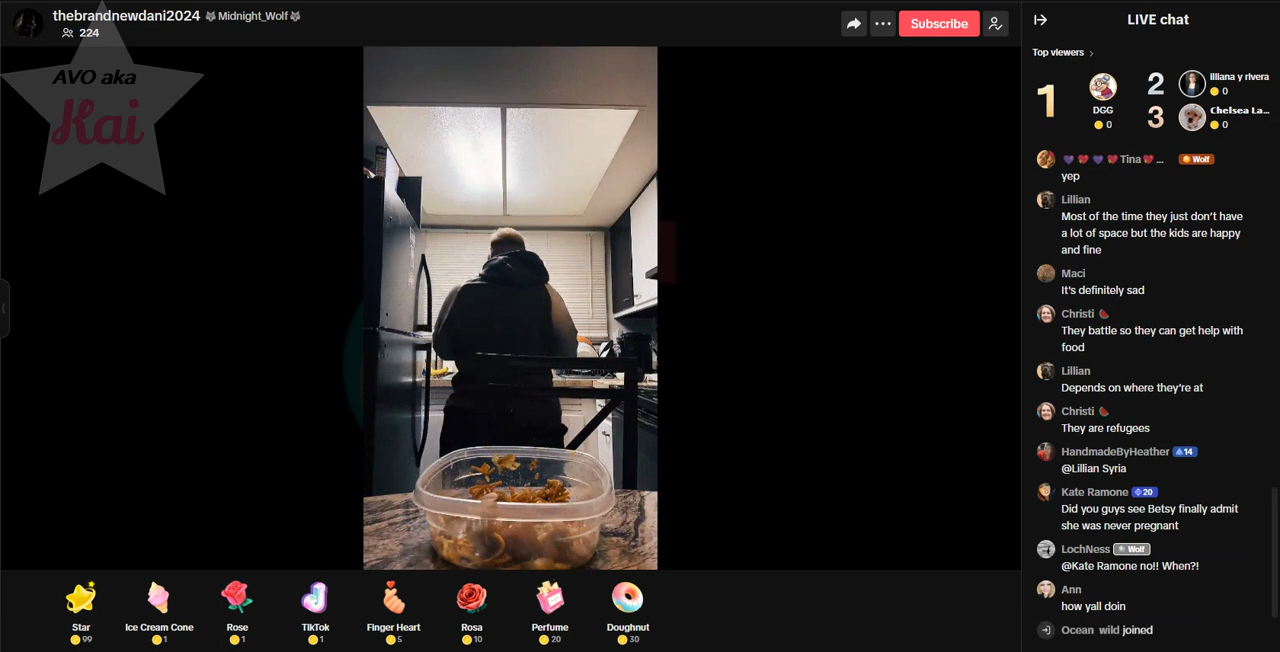 thebrandnewdani2024 🐺Midnight_Wolf🐺
224
AVO aka
Kai
Subscribe
LIVE chat
Top viewers
1
DGG
0
2
illiana y rivera
0
3
Chelsea La...
0
💜💖💜💖Tina💖 ... Wolf
yep
Lillian
Most of the time they just don't have
a lot of space but the kids are happy
and fine
Maci
It's definitely sad
Christi 🍉
They battle so they can get help with
food
Lillian
Depends on where they're at
Christi 🍉
They are refugees
HandmadeByHeather 14
@Lillian Syria
Kate Ramone 20
Did you guys see Betsy finally admit
she was never pregnant
LochNess Wolf
@Kate Ramone no!! When?!
Ann
how yall doin
Ocean wild joined
Star
99
Ice Cream Cone
1
Rose
1
TikTok
1
Finger Heart
5
Rosa
10
Perfume
20
Doughnut
30